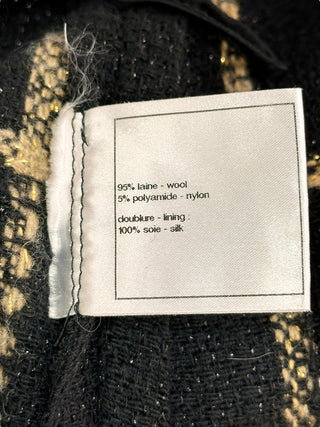 95% laine - wool
5% polyamide - nylon
doublure - lining :
100% soie - silk